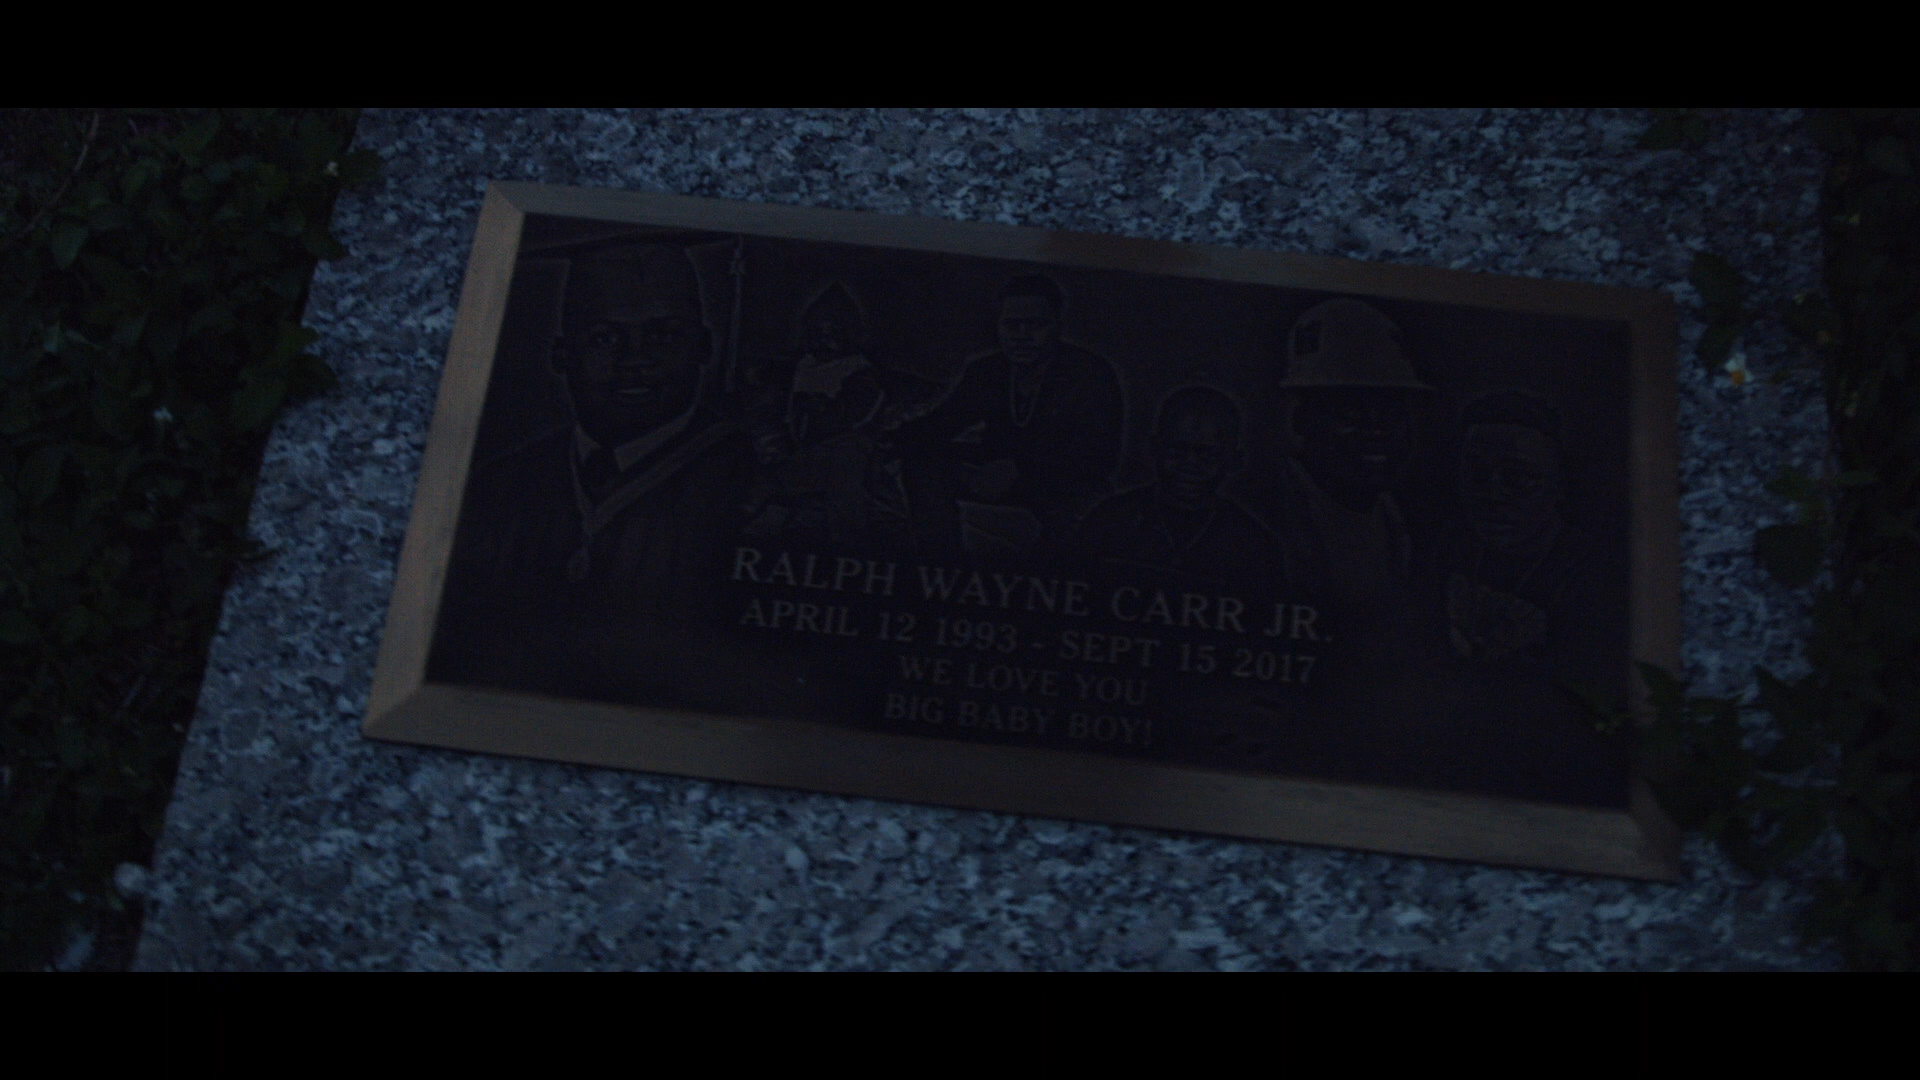 RALPH WAYNE CARR JR.
APRIL 12 1993 - SEPT 15 2017
WE LOVE YOU
BIG BABY BOY!